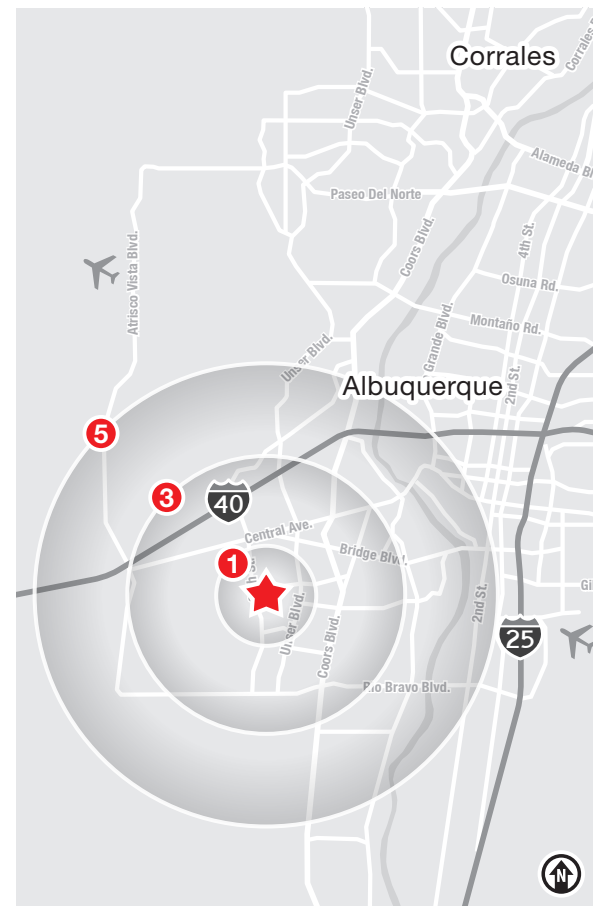 Corrales
Unser Blvd.
Alameda
Paseo Del Norte
4th St.
Coors Blvd.
Atrisco Vista Blvd.
Osuna Rd.
Montaño Rd.
Grande Blvd.
Unser Blvd.
Albuquerque
2nd St.
5
3
40
Central Ave.
1
Bridge Blvd.
Unser Blvd.
2nd St.
25
Coors Blvd.
Rio Bravo Blvd.
N